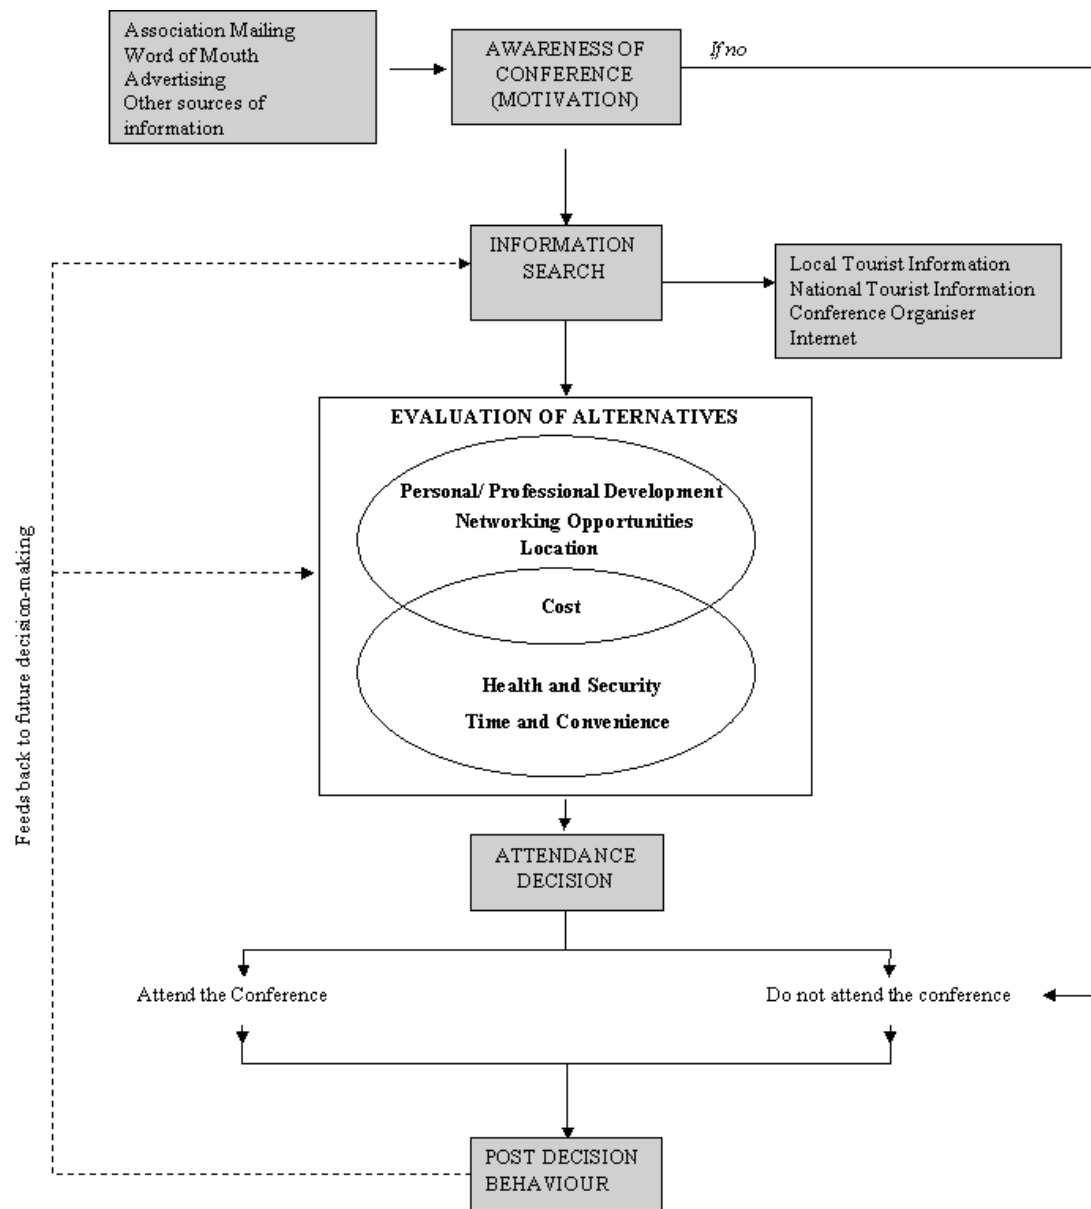 Association Mailing
Word of Mouth
Advertising
Other sources of
information
AWARENESS OF
CONFERENCE
(MOTIVATION)
If no
INFORMATION
SEARCH
Local Tourist Information
National Tourist Information
Conference Organiser
Internet
EVALUATION OF ALTERNATIVES
Personal/ Professional Development
Networking Opportunities
Location
Cost
Health and Security
Time and Convenience
Feeds back to future decision-making
ATTENDANCE
DECISION
Attend the Conference
Do not attend the conference
POST DECISION
BEHAVIOUR